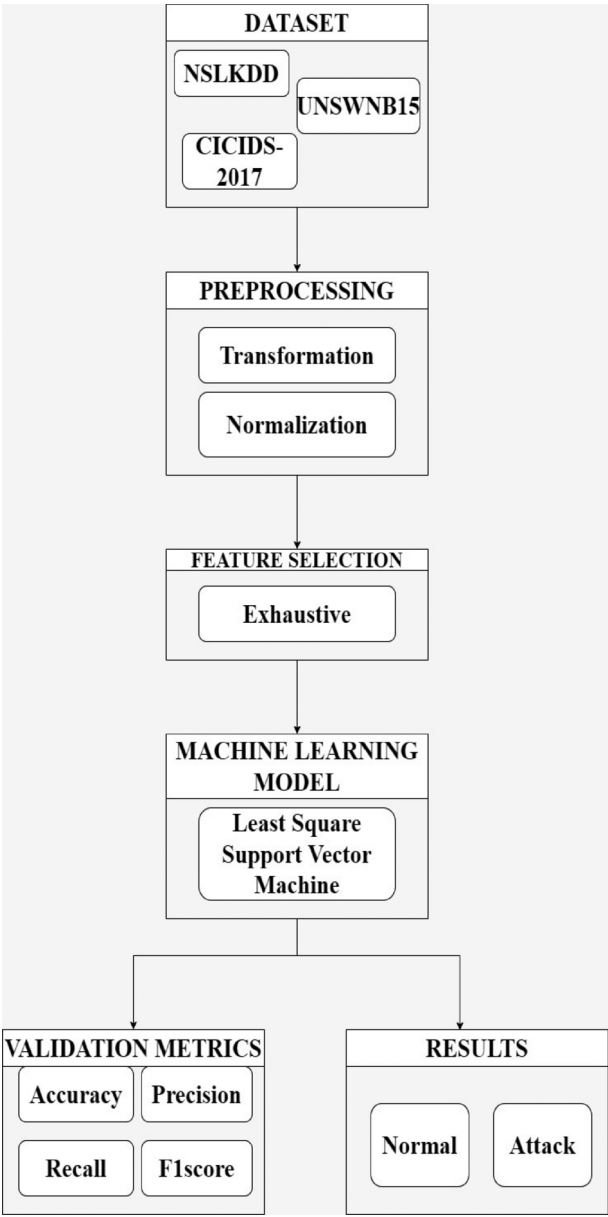 DATASET
NSLKDD
UNSWNB15
CICIDS-
2017
PREPROCESSING
Transformation
Normalization
FEATURE SELECTION
Exhaustive
MACHINE LEARNING
MODEL
Least Square
Support Vector
Machine
VALIDATION METRICS
Accuracy
Precision
Recall
F1score
RESULTS
Normal
Attack